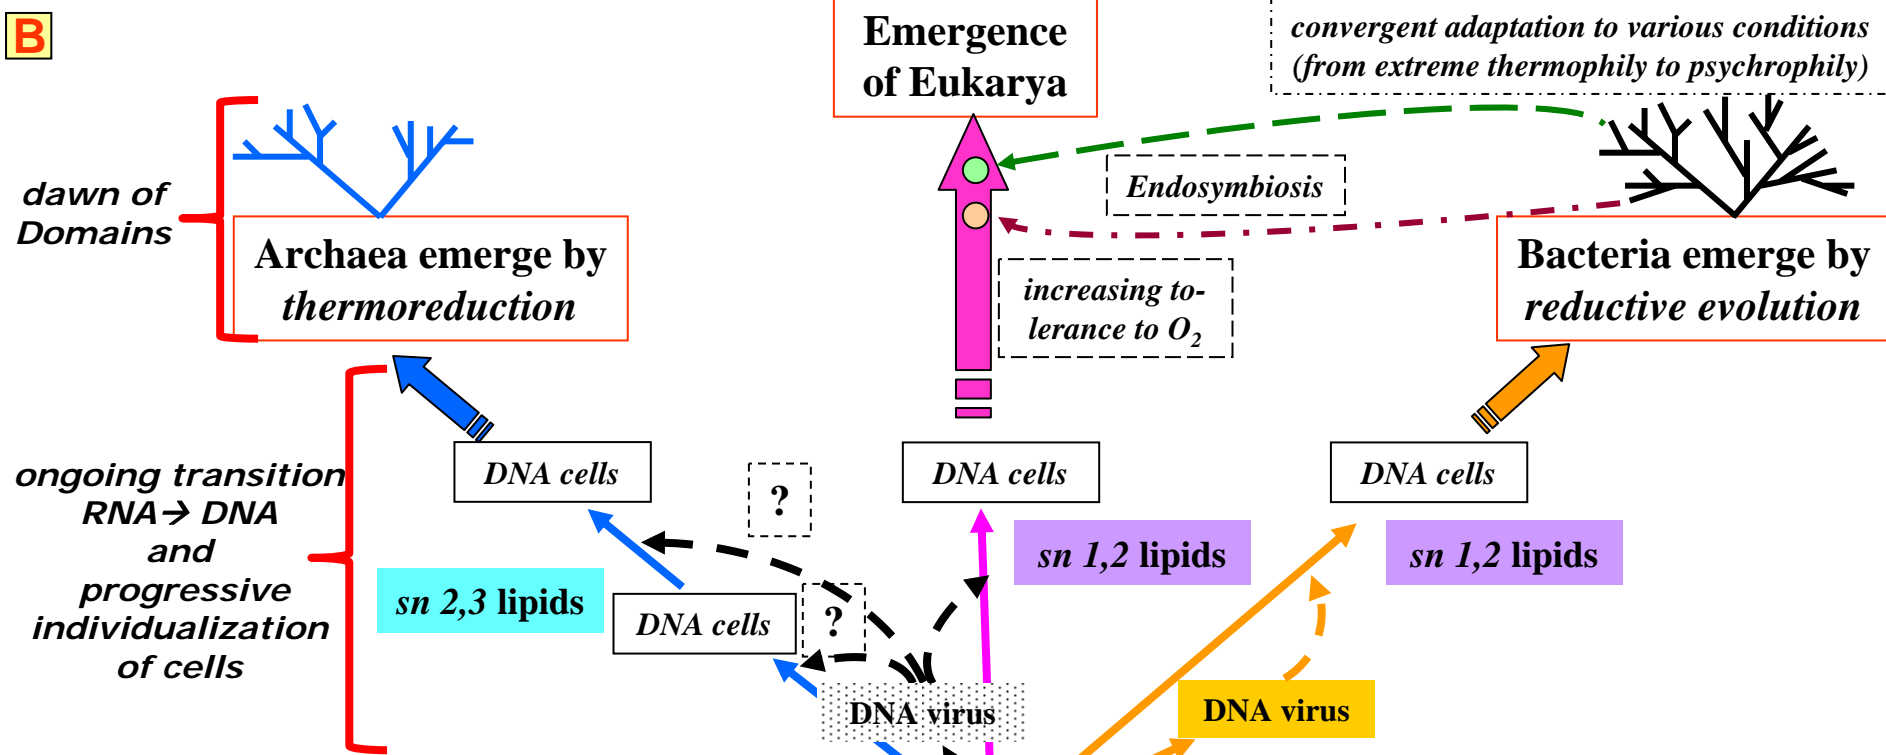 B
Emergence
of Eukarya
convergent adaptation to various conditions
(from extreme thermophily to psychrophily)
dawn of
Domains
Endosymbiosis
Archaea emerge by
thermoreduction
increasing to-
lerance to O2
Bacteria emerge by
reductive evolution
ongoing transition
RNA→ DNA
and
progressive
individualization
of cells
DNA cells
?
DNA cells
DNA cells
sn 2,3 lipids
DNA cells
?
sn 1,2 lipids
sn 1,2 lipids
DNA virus
DNA virus